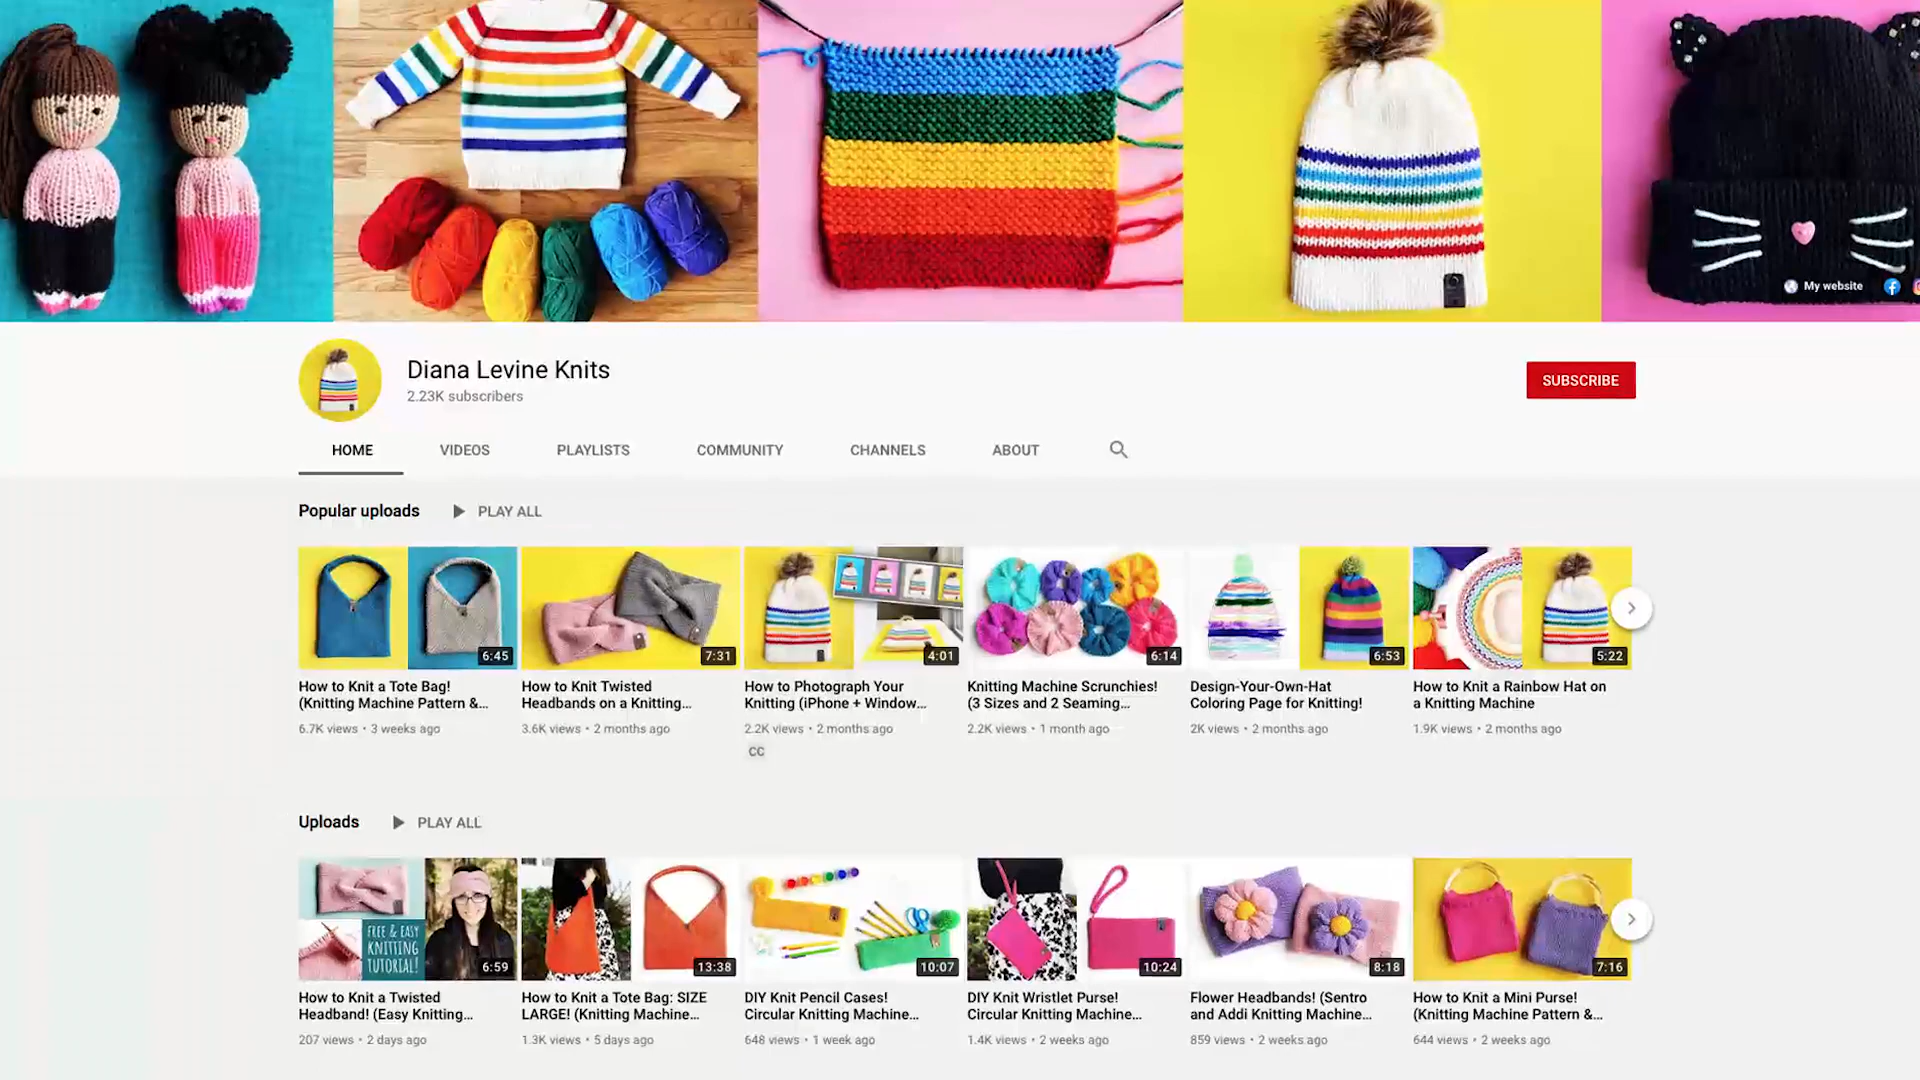 My website
Diana Levine Knits
2.23K subscribers
SUBSCRIBE
HOME
VIDEOS
PLAYLISTS
COMMUNITY
CHANNELS
ABOUT
Popular uploads
PLAY ALL
6:45
How to Knit a Tote Bag!
(Knitting Machine Pattern &...
6.7K views • 3 weeks ago
7:31
How to Knit Twisted
Headbands on a Knitting...
3.6K views • 2 months ago
4:01
How to Photograph Your
Knitting (iPhone + Window...
2.2K views • 2 months ago
CC
6:14
Knitting Machine Scrunchies!
(3 Sizes and 2 Seaming...
2.2K views • 1 month ago
6:53
Design-Your-Own-Hat
Coloring Page for Knitting!
2K views • 2 months ago
5:22
How to Knit a Rainbow Hat on
a Knitting Machine
1.9K views • 2 months ago
Uploads
PLAY ALL
FREE & EASY
KNITTING
TUTORIAL!
6:59
How to Knit a Twisted
Headband! (Easy Knitting...
207 views • 2 days ago
13:38
How to Knit a Tote Bag: SIZE
LARGE! (Knitting Machine...
1.3K views • 5 days ago
10:07
DIY Knit Pencil Cases!
Circular Knitting Machine...
648 views • 1 week ago
10:24
DIY Knit Wristlet Purse!
Circular Knitting Machine...
1.4K views • 2 weeks ago
8:18
Flower Headbands! (Sentro
and Addi Knitting Machine...
859 views • 2 weeks ago
7:16
How to Knit a Mini Purse!
(Knitting Machine Pattern &...
644 views • 2 weeks ago